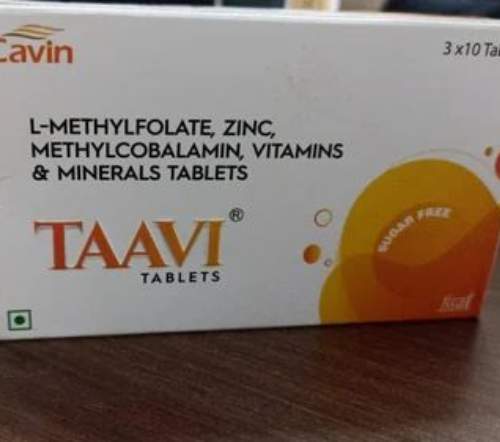 Cavin
3 x10 Tab
L-METHYLFOLATE, ZINC,
METHYLCOBALAMIN, VITAMINS
& MINERALS TABLETS
TAAVI®
TABLETS
SUGAR FREE